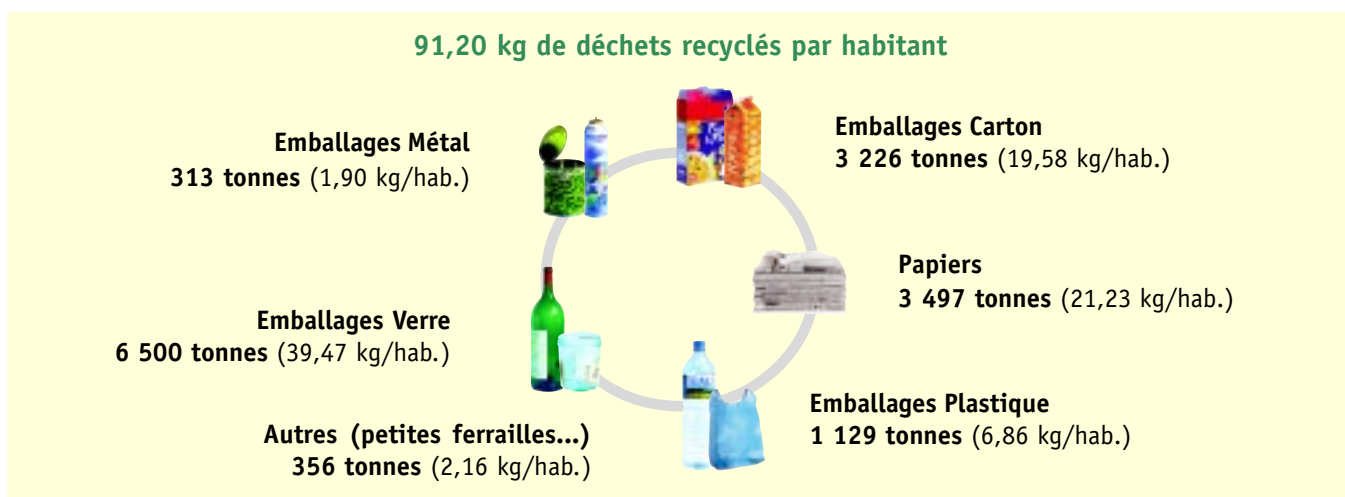 91,20 kg de déchets recyclés par habitant
Emballages Métal
313 tonnes (1,90 kg/hab.)
Emballages Carton
3 226 tonnes (19,58 kg/hab.)
Papiers
3 497 tonnes (21,23 kg/hab.)
Emballages Verre
6 500 tonnes (39,47 kg/hab.)
Emballages Plastique
1 129 tonnes (6,86 kg/hab.)
Autres (petites ferrailles...)
356 tonnes (2,16 kg/hab.)